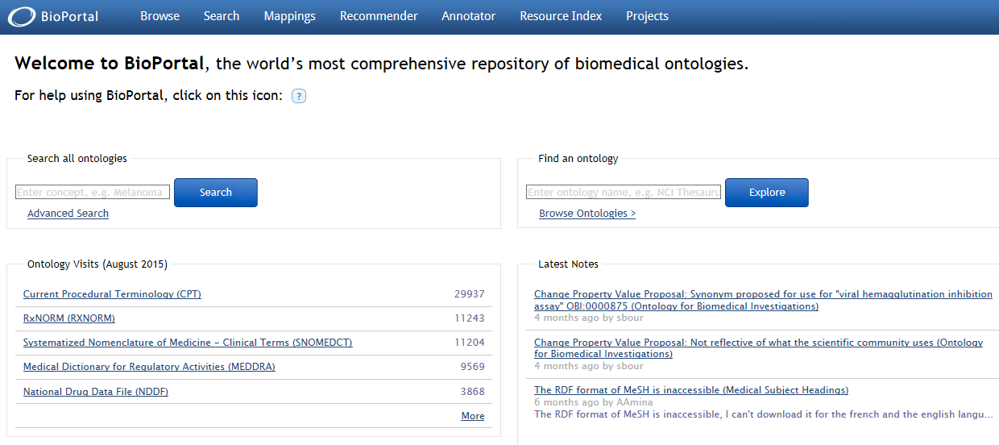 BioPortal
Browse Search Mappings Recommender Annotator Resource Index Projects
Welcome to BioPortal, the world's most comprehensive repository of biomedical ontologies.
For help using BioPortal, click on this icon: ?
Search all ontologies
Enter concept, e.g. Melanoma Search
Advanced Search
Find an ontology
Enter ontology name, e.g. NCI Thesauru Explore
Browse Ontologies >
Ontology Visits (August 2015)
Current Procedural Terminology (CPT) 29937
RxNORM (RXNORM) 11243
Systematized Nomenclature of Medicine - Clinical Terms (SNOMEDCT) 11204
Medical Dictionary for Regulatory Activities (MEDDRA) 9569
National Drug Data File (NDDF) 3868
More
Latest Notes
Change Property Value Proposal: Synonym proposed for use for "viral hemagglutination inhibition
assay" OBI:0000875 (Ontology for Biomedical Investigations)
4 months ago by sbour
Change Property Value Proposal: Not reflective of what the scientific community uses (Ontology
for Biomedical Investigations)
4 months ago by sbour
The RDF format of MeSH is inaccessible (Medical Subject Headings)
6 months ago by AAmina
The RDF format of MeSH is inaccessible, I can't download it for the french and the english langu...